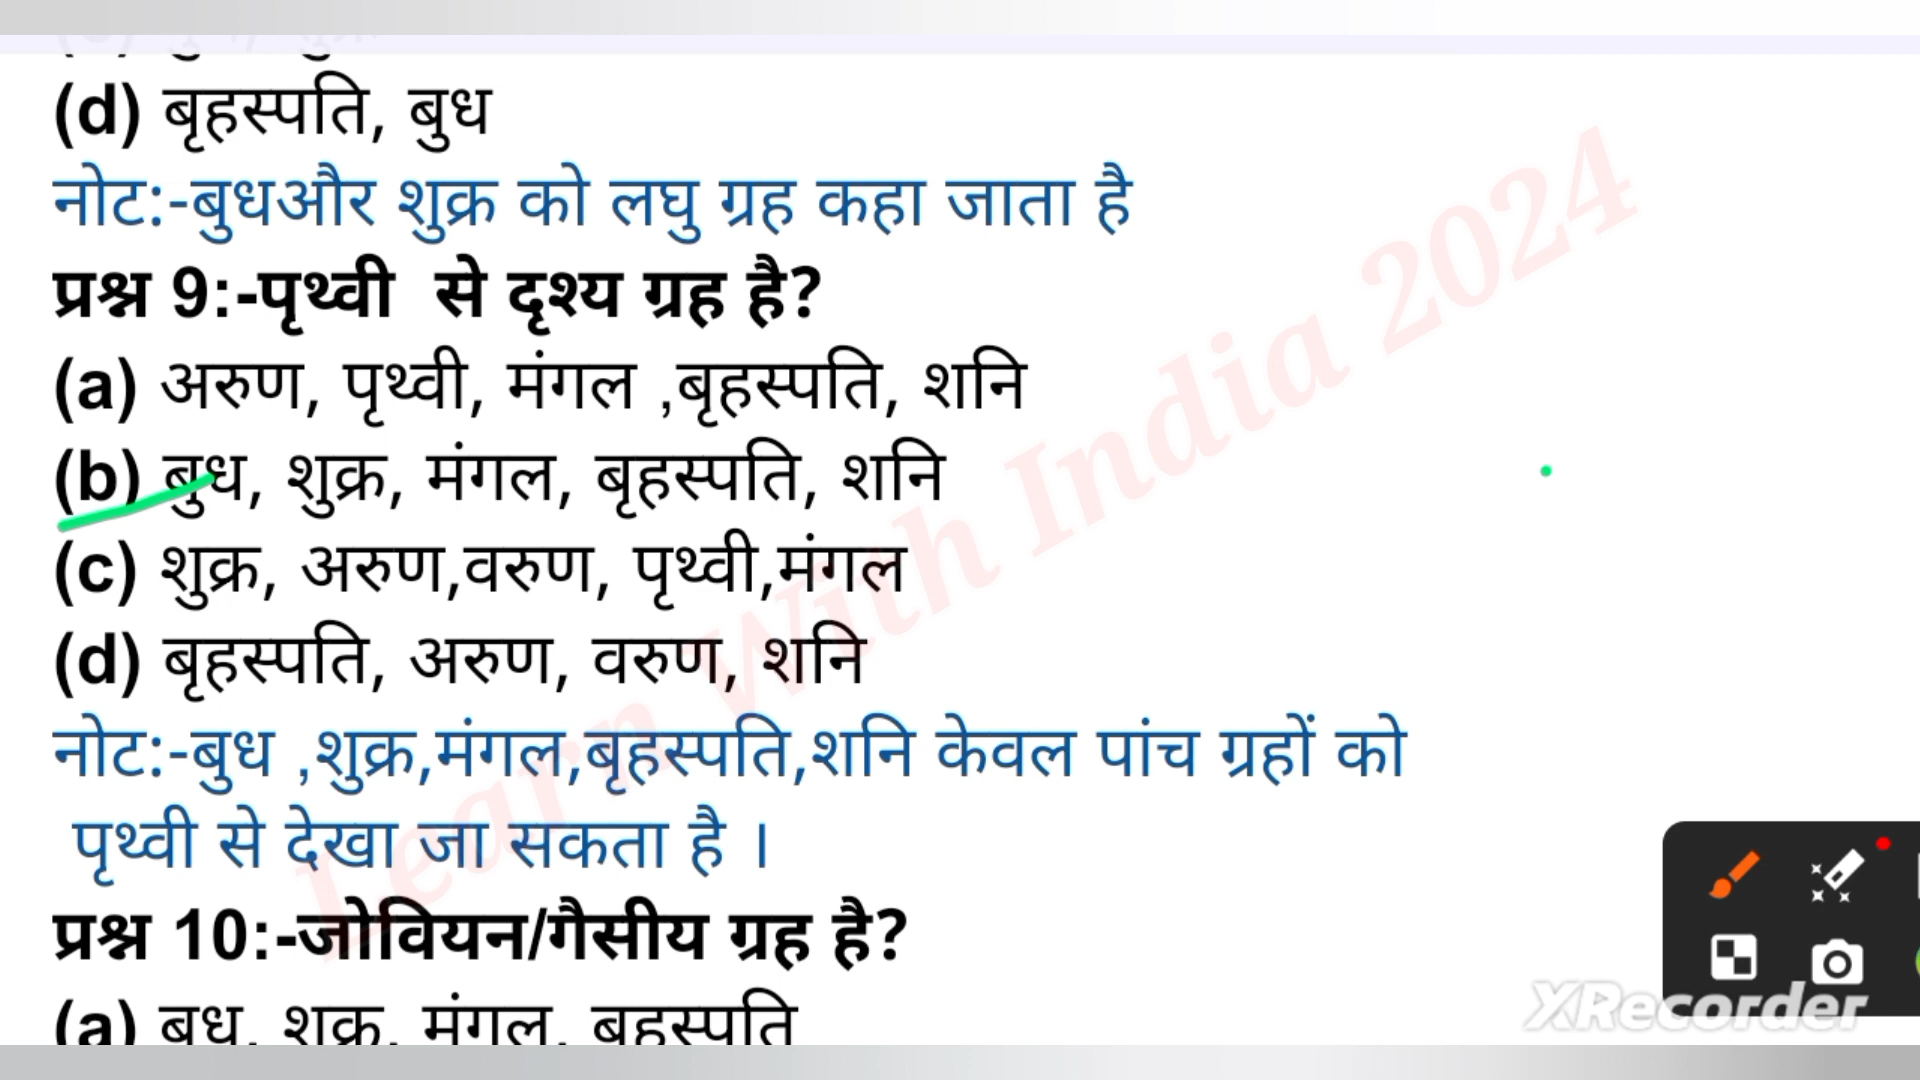 (d) बृहस्पति, बुध
नोट:-बुधऔर शुक्र को लघु ग्रह कहा जाता है
प्रश्न 9:-पृथ्वी से दृश्य ग्रह है?
(a) अरुण, पृथ्वी, मंगल ,बृहस्पति, शनि
(b) बुध, शुक्र, मंगल, बृहस्पति, शनि
(c) शुक्र, अरुण,वरुण, पृथ्वी,मंगल
(d) बृहस्पति, अरुण, वरुण, शनि
नोट:-बुध ,शुक्र,मंगल,बृहस्पति,शनि केवल पांच ग्रहों को
पृथ्वी से देखा जा सकता है ।
प्रश्न 10:-जोवियन/गैसीय ग्रह है?
(a) बुध, शुक्र, मंगल, बृहस्पति
Learn With India 2024
XRecorder